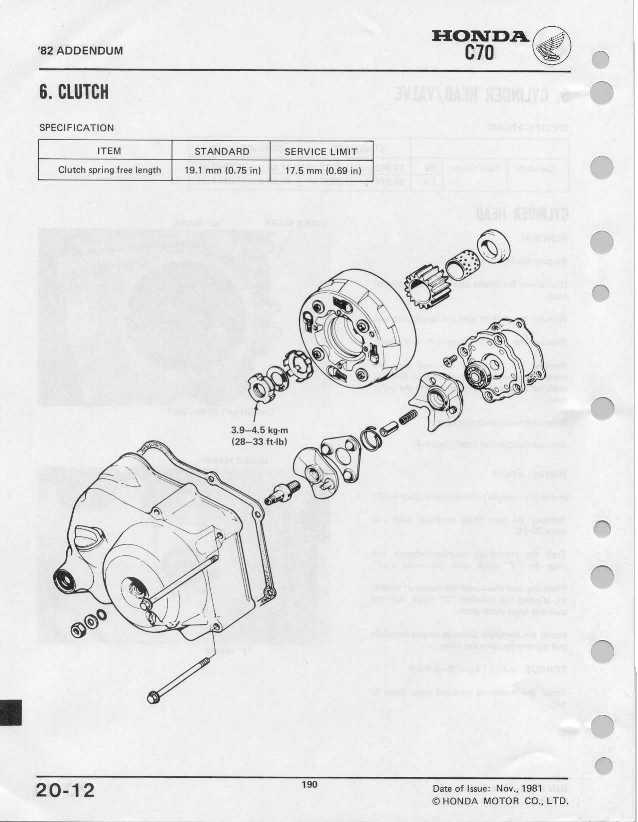 '82 ADDENDUM
HONDA
C70
6. CLUTCH
SPECIFICATION
ITEM STANDARD SERVICE LIMIT
Clutch spring free length 19.1 mm (0.75 in) 17.5 mm (0.69 in)
3.9–4.5 kg-m
(28–33 ft-lb)
20-12
190
Date of Issue: Nov., 1981
© HONDA MOTOR CO., LTD.